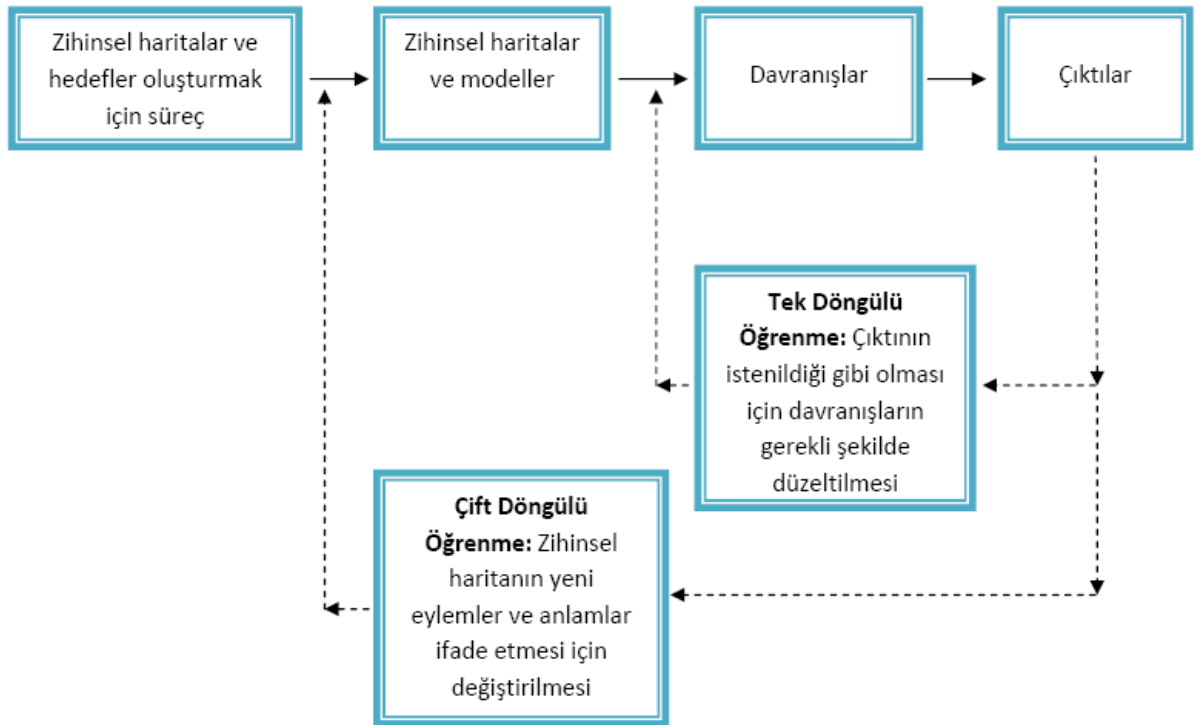 Zihinsel haritalar ve
hedefler oluşturmak
için süreç
Zihinsel haritalar
ve modeller
Davranışlar
Çıktılar
Tek Döngülü
Öğrenme: Çıktının
istenildiği gibi olması
için davranışların
gerekli şekilde
düzeltilmesi
Çift Döngülü
Öğrenme: Zihinsel
haritanın yeni
eylemler ve anlamlar
ifade etmesi için
değiştirilmesi